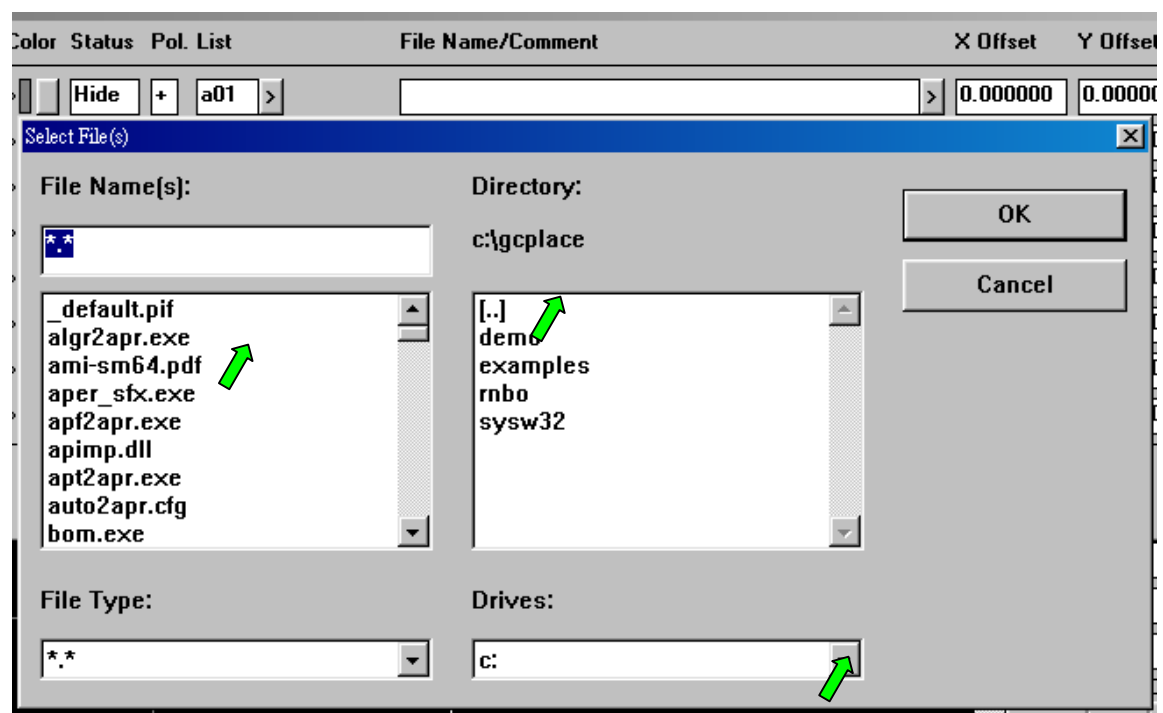 Color Status Pol. List File Name/Comment X Offset Y Offset
Hide + a01 > > 0.000000 0.00000
Select File(s)
File Name(s): Directory:
*.* c:\gcplace
OK
Cancel
_default.pif
algr2apr.exe
ami-sm64.pdf
aper_sfx.exe
apf2apr.exe
apimp.dll
apt2apr.exe
auto2apr.cfg
bom.exe
[..]
demo
examples
rnbo
sysw32
File Type: Drives:
*.* c: